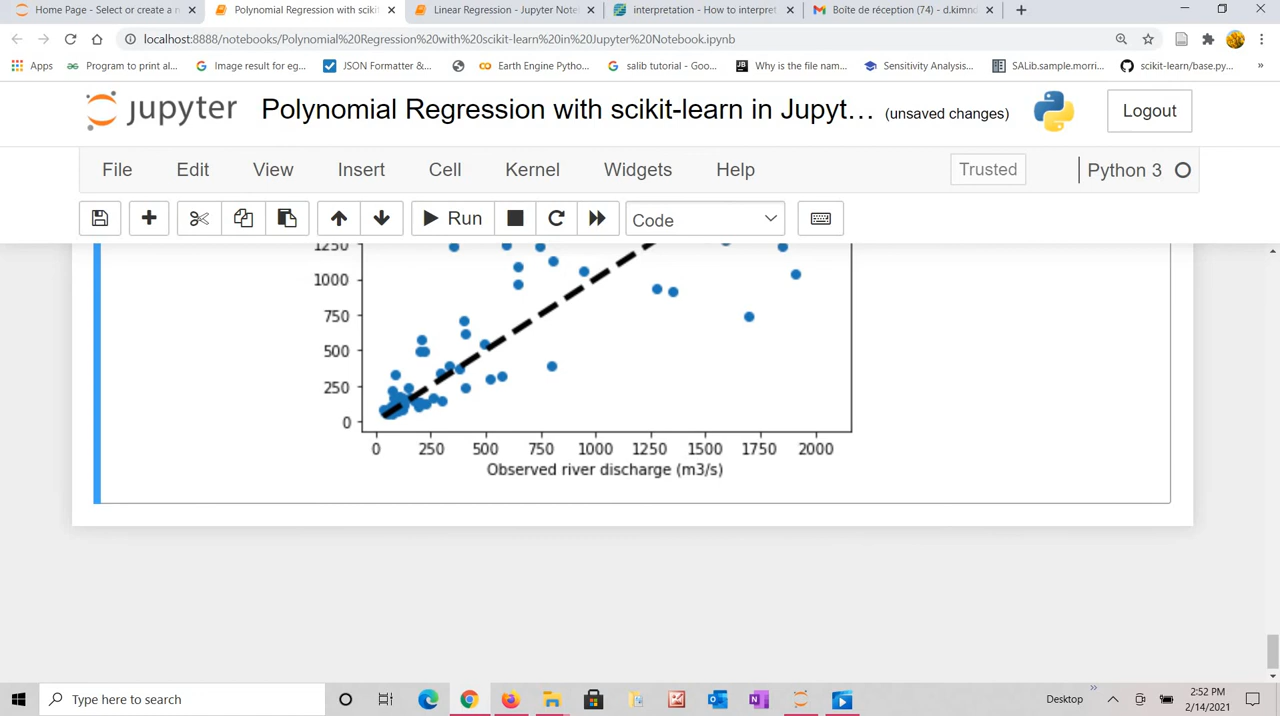 Home Page - Select or create a n
Polynomial Regression with scikit
Linear Regression - Jupyter Note
interpretation - How to interpret
Boîte de réception (74) - d.kimno
localhost:8888/notebooks/Polynomial%20Regression%20with%20scikit-learn%20in%20Jupyter%20Notebook.ipynb
Apps
Program to print al...
Image result for eg...
JSON Formatter &...
Earth Engine Pytho...
salib tutorial - Goo...
Why is the file nam...
Sensitivity Analysis...
SALib.sample.morri...
scikit-learn/base.py...
»
jupyter
Polynomial Regression with scikit-learn in Jupyt... (unsaved changes)
Logout
File Edit View Insert Cell Kernel Widgets Help
Trusted
Python 3
Run
Code
1250
1000
750
500
250
0
0 250 500 750 1000 1250 1500 1750 2000
Observed river discharge (m3/s)
Type here to search
Desktop
»
2:52 PM
2/14/2021